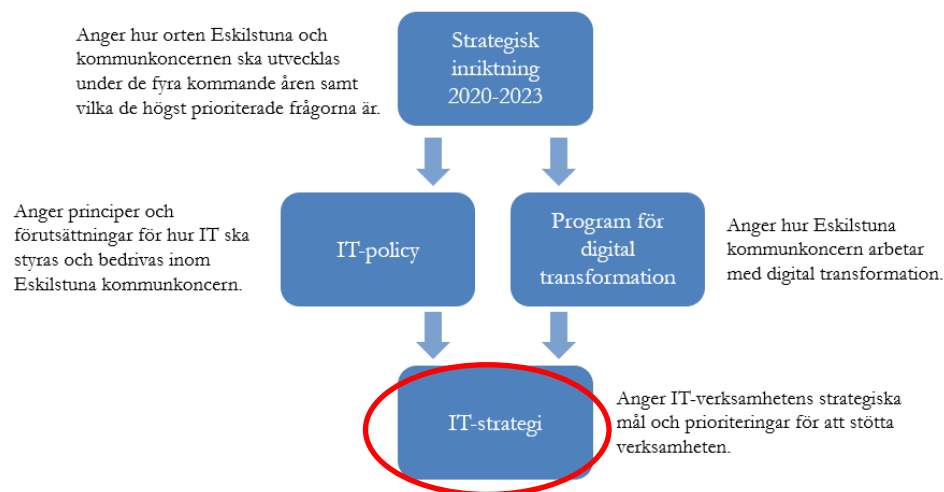 Anger hur orten Eskilstuna och
kommunkoncernen ska utvecklas
under de fyra kommande åren samt
vilka de högst prioriterade frågorna är.
Strategisk
inriktning
2020-2023
Anger principer och
förutsättningar för hur IT ska
styras och bedrivas inom
Eskilstuna kommunkoncern.
IT-policy
Program för
digital
transformation
Anger hur Eskilstuna
kommunkoncern arbetar
med digital transformation.
IT-strategi
Anger IT-verksamhetens strategiska
mål och prioriteringar för att stötta
verksamheten.